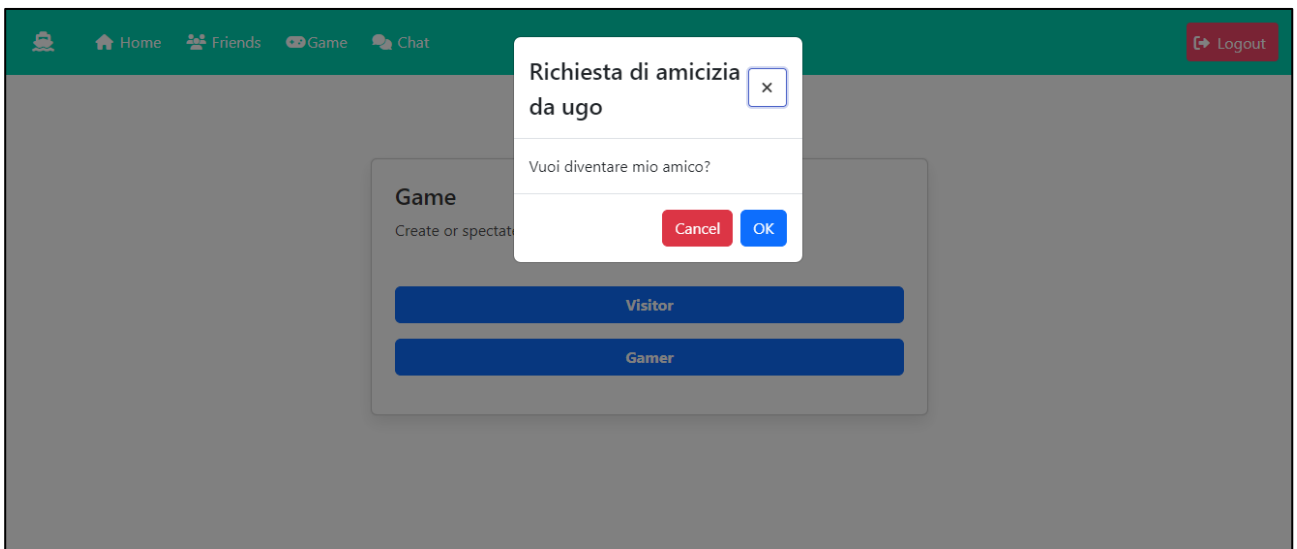 Home Friends Game Chat Logout
Richiesta di amicizia
da ugo
Vuoi diventare mio amico?
Cancel OK
Game
Create or
Visitor
Gamer